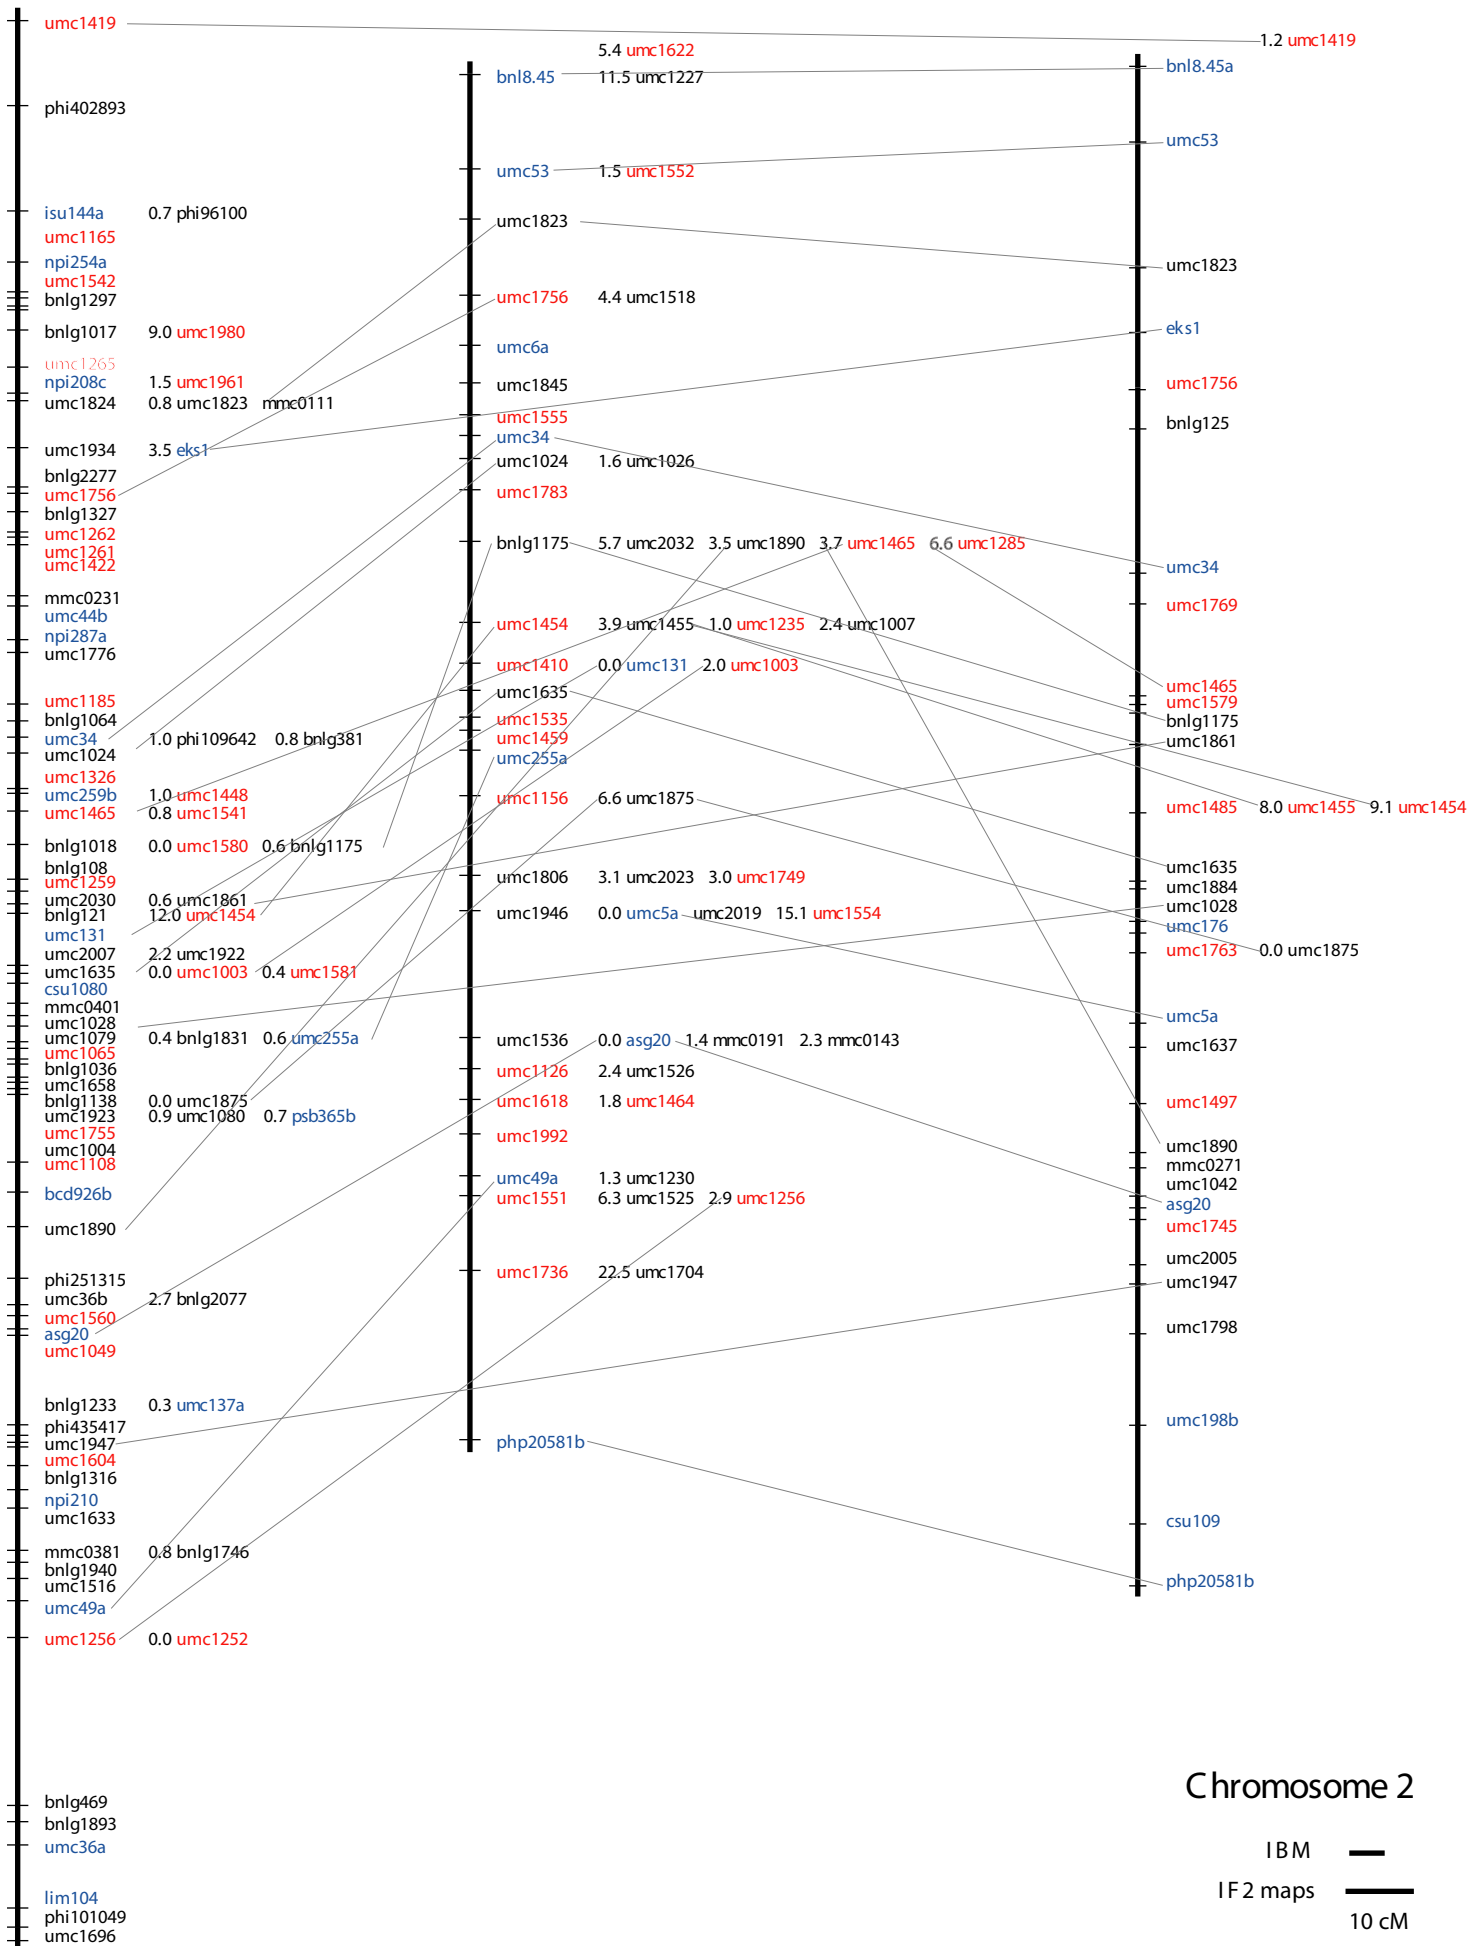 umc1419
phi402893
isu144a 0.7 phi96100
umc1165
npi254a
umc1542
bnlg1297
bnlg1017 9.0 umc1980
umc1265
npi208c 1.5 umc1961
umc1824 0.8 umc1823 mmc0111
umc1934 3.5 eks1
bnlg2277
umc1756
bnlg1327
umc1262
umc1261
umc1422
mmc0231
umc44b
npi287a
umc1776
umc1185
bnlg1064
umc34 1.0 phi109642 0.8 bnlg381
umc1024
umc1326
umc259b 1.0 umc1448
umc1465 0.8 umc1541
bnlg1018 0.0 umc1580 0.6 bnlg1175
bnlg108
umc1259
umc2030 0.6 umc1861
bnlg121 12.0 umc1454
umc131
umc2007 2.2 umc1922
umc1635 0.0 umc1003 0.4 umc1581
csu1080
mmc0401
umc1028
umc1079 0.4 bnlg1831 0.6 umc255a
umc1065
bnlg1036
umc1658
bnlg1138 0.0 umc1875
umc1923 0.9 umc1080 0.7 psb365b
umc1755
umc1004
umc1108
bcd926b
umc1890
phi251315
umc36b 2.7 bnlg2077
umc1560
asg20
umc1049
bnlg1233 0.3 umc137a
phi435417
umc1947
umc1604
bnlg1316
npi210
umc1633
mmc0381 0.8 bnlg1746
bnlg1940
umc1516
umc49a
umc1256 0.0 umc1252
bnlg469
bnlg1893
umc36a
lim104
phi101049
umc1696
5.4 umc1622
bnl8.45 11.5 umc1227
umc53 1.5 umc1552
umc1823
umc1756 4.4 umc1518
umc6a
umc1845
umc1555
umc34
umc1024 1.6 umc1026
umc1783
bnlg1175 5.7 umc2032 3.5 umc1890 3.7 umc1465 6.6 umc1285
umc1454 3.9 umc1455 1.0 umc1235 2.4 umc1007
umc1410 0.0 umc131 2.0 umc1003
umc1635
umc1535
umc1459
umc255a
umc1156 6.6 umc1875
umc1806 3.1 umc2023 3.0 umc1749
umc1946 0.0 umc5a umc2019 15.1 umc1554
umc1536 0.0 asg20 1.4 mmc0191 2.3 mmc0143
umc1126 2.4 umc1526
umc1618 1.8 umc1464
umc1992
umc49a 1.3 umc1230
umc1551 6.3 umc1525 2.9 umc1256
umc1736 22.5 umc1704
php20581b
1.2 umc1419
bnl8.45a
umc53
umc1823
eks1
umc1756
bnlg125
umc34
umc1769
umc1465
umc1579
bnlg1175
umc1861
umc1485 8.0 umc1455 9.1 umc1454
umc1635
umc1884
umc1028
umc176
umc1763 0.0 umc1875
umc5a
umc1637
umc1497
umc1890
mmc0271
umc1042
asg20
umc1745
umc2005
umc1947
umc1798
umc198b
csu109
php20581b
Chromosome 2
IBM
IF2 maps
10 cM